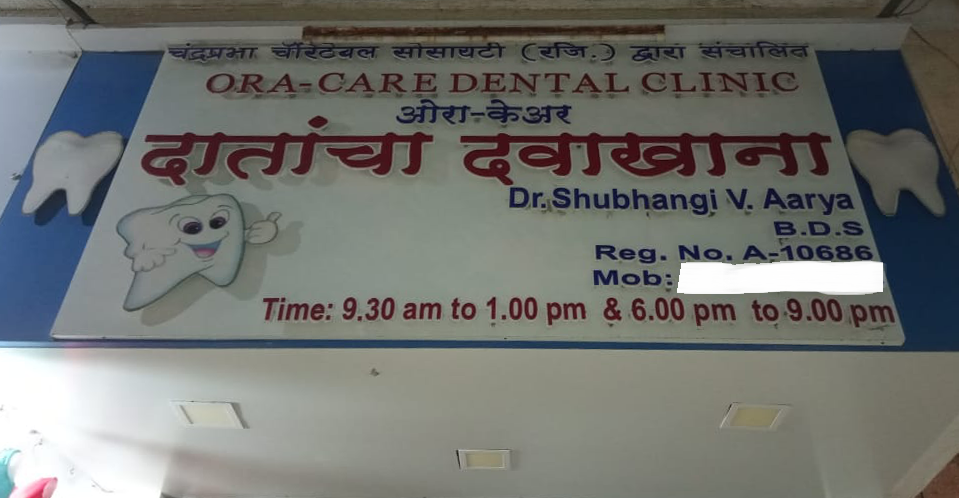 चंद्रप्रभा चॅरिटेबल सोसायटी (रजि.) द्वारा संचालित
ORA-CARE DENTAL CLINIC
ओरा-केअर
दातांचा दवाखाना
Dr.Shubhangi V. Aarya
B.D.S
Reg. No. A-10686
Mob:
Time: 9.30 am to 1.00 pm & 6.00 pm to 9.00 pm